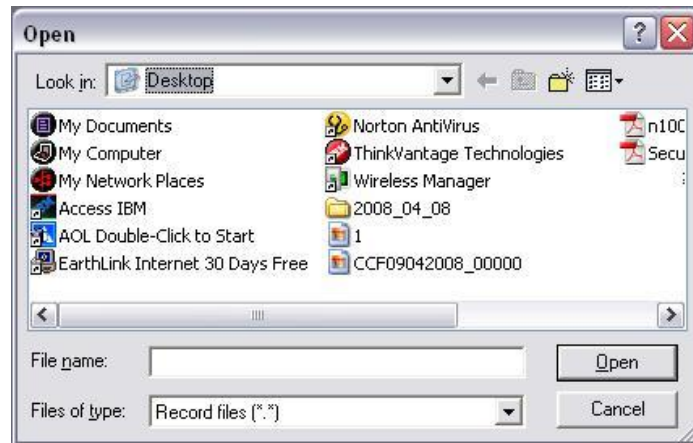 Open
Look in: Desktop
My Documents
My Computer
My Network Places
Access IBM
AOL Double-Click to Start
EarthLink Internet 30 Days Free
Norton AntiVirus
ThinkVantage Technologies
Wireless Manager
2008_04_08
1
CCF09042008_00000
n10C
Secu
File name:
Open
Files of type: Record files (*.*)
Cancel